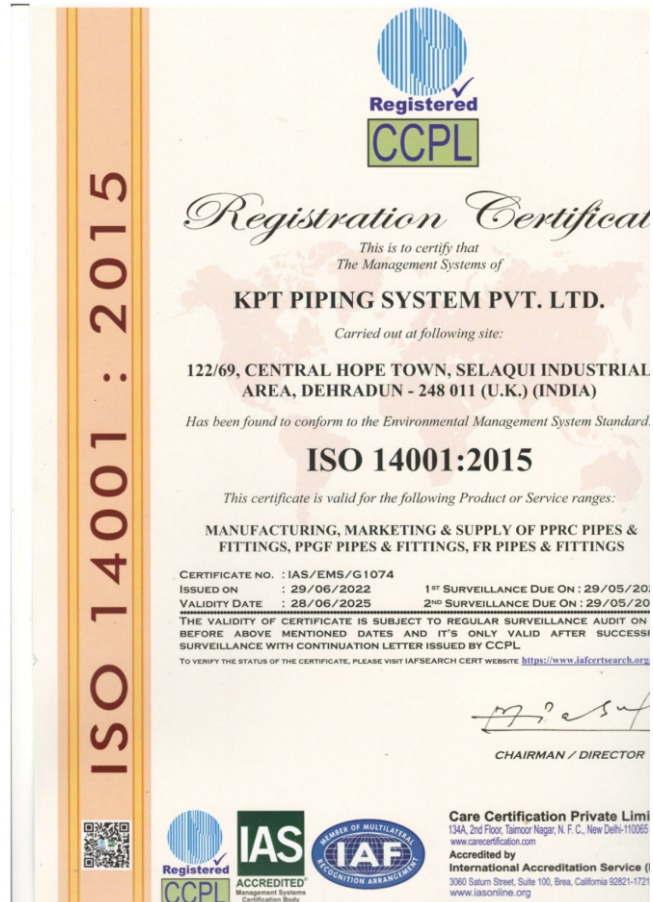 Registered
CCPL
ISO 14001 : 2015
Registration Certificat
This is to certify that
The Management Systems of
KPT PIPING SYSTEM PVT. LTD.
Carried out at following site:
122/69, CENTRAL HOPE TOWN, SELAQUI INDUSTRIAL
AREA, DEHRADUN - 248 011 (U.K.) (INDIA)
Has been found to conform to the Environmental Management System Standard:
ISO 14001:2015
This certificate is valid for the following Product or Service ranges:
MANUFACTURING, MARKETING & SUPPLY OF PPRC PIPES &
FITTINGS, PPGF PIPES & FITTINGS, FR PIPES & FITTINGS
CERTIFICATE NO. : IAS/EMS/G1074
ISSUED ON : 29/06/2022 1ST SURVEILLANCE DUE ON : 29/05/202
VALIDITY DATE : 28/06/2025 2ND SURVEILLANCE DUE ON : 29/05/20
THE VALIDITY OF CERTIFICATE IS SUBJECT TO REGULAR SURVEILLANCE AUDIT ON
BEFORE ABOVE MENTIONED DATES AND IT'S ONLY VALID AFTER SUCCESSF
SURVEILLANCE WITH CONTINUATION LETTER ISSUED BY CCPL
TO VERIFY THE STATUS OF THE CERTIFICATE, PLEASE VISIT IAFSEARCH CERT WEBSITE https://www.iafcertsearch.org
CHAIRMAN / DIRECTOR
Registered
CCPL
IAS
ACCREDITED
Management Systems
Certification Body
MEMBER OF MULTILATERAL
IAF
RECOGNITION ARRANGEMENT
Care Certification Private Limi
134A, 2nd Floor, Taimoor Nagar, N. F. C., New Delhi-110065
www.carecertification.com
Accredited by
International Accreditation Service (I
3060 Saturn Street, Suite 100, Brea, California 92821-1721
www.iasonline.org